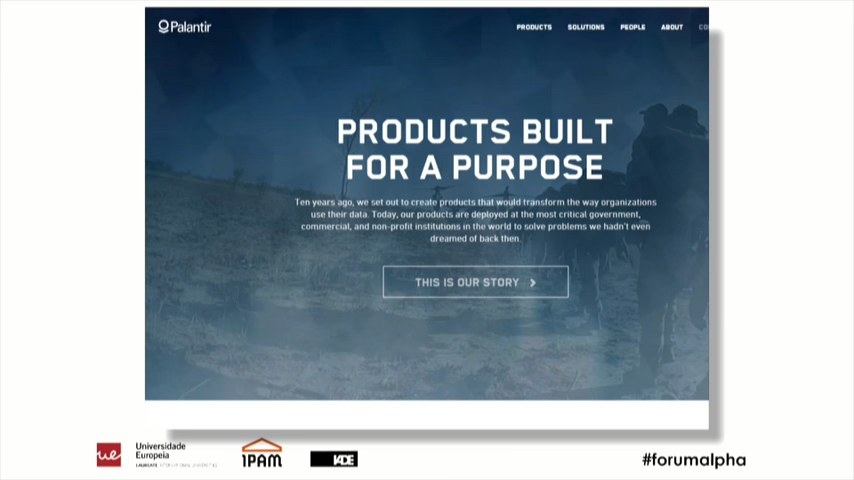 Palantir
PRODUCTS SOLUTIONS PEOPLE ABOUT
PRODUCTS BUILT
FOR A PURPOSE
Ten years ago, we set out to create products that would transform the way organizations
use their data. Today, our products are deployed at the most critical government,
commercial, and non-profit institutions in the world to solve problems we hadn't even
dreamed of back then.
THIS IS OUR STORY
ue
Universidade
Europeia
IPAM
IADE
#forumalpha